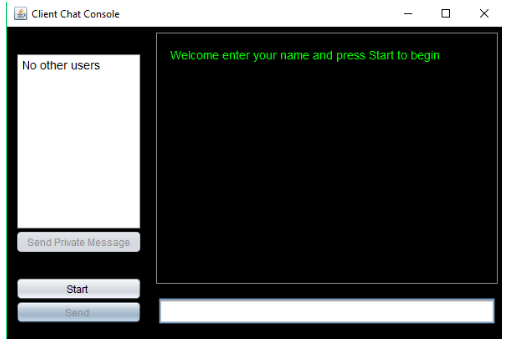 Client Chat Console
No other users
Welcome enter your name and press Start to begin
Send Private Message
Start
Send